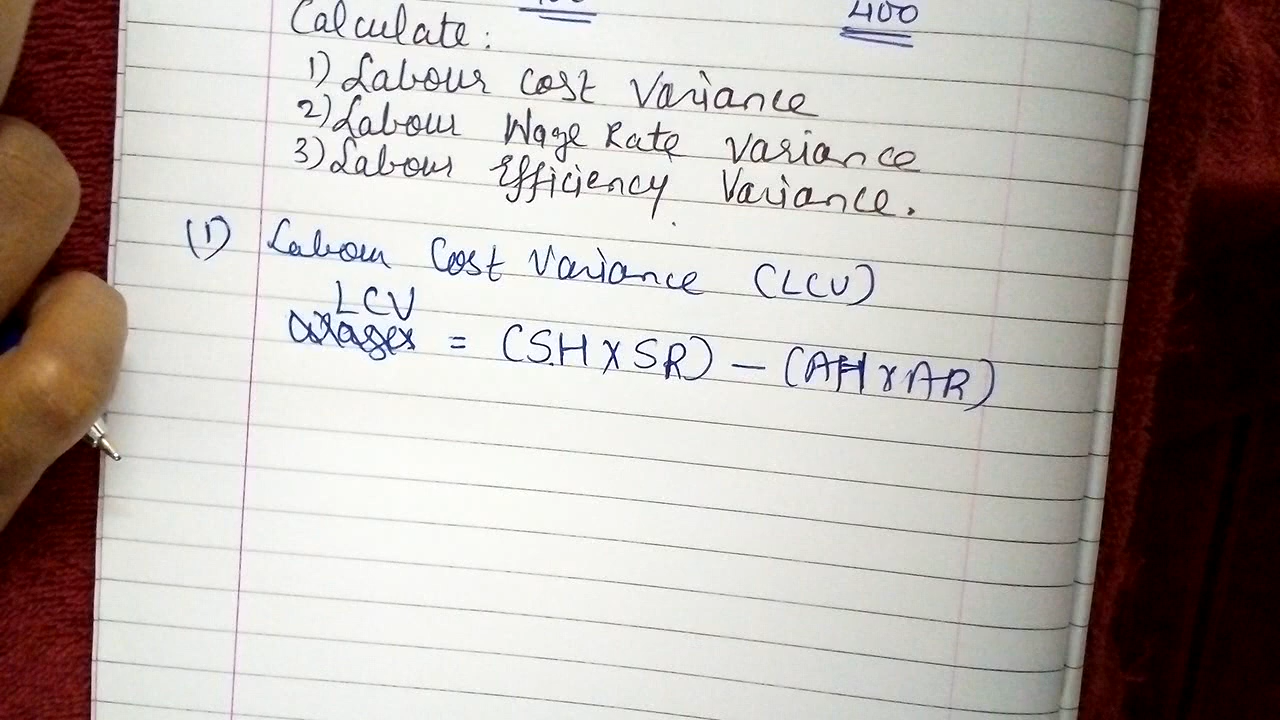 400
Calculate:
1) Labour Cost Variance
2) Labour Wage Rate Variance
3) Labour Efficiency Variance.
(1) Labour Cost Variance (LCV)
LCV
= (SH X SR) - (AH X AR)